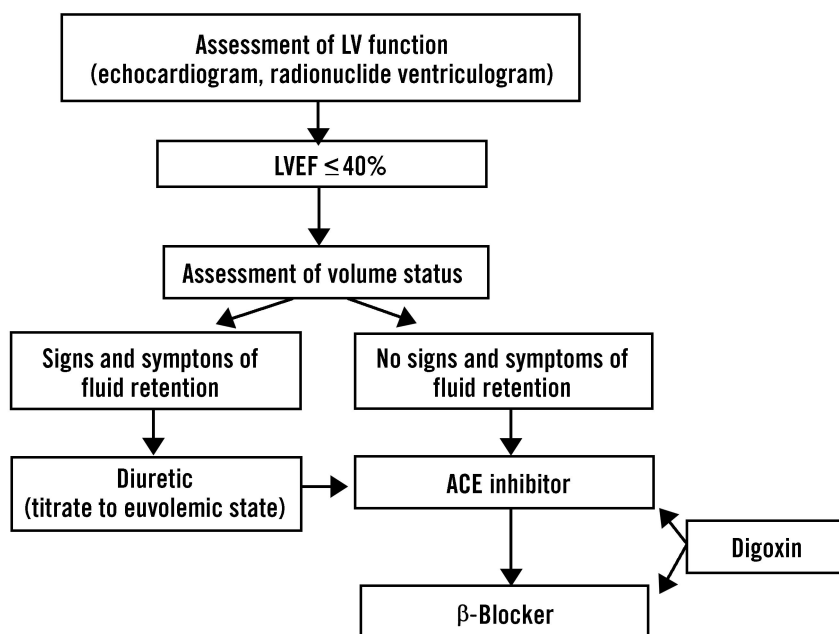 Assessment of LV function
(echocardiogram, radionuclide ventriculogram)
LVEF ≤ 40%
Assessment of volume status
Signs and symptons of
fluid retention
No signs and symptoms of
fluid retention
Diuretic
(titrate to euvolemic state)
ACE inhibitor
Digoxin
β-Blocker